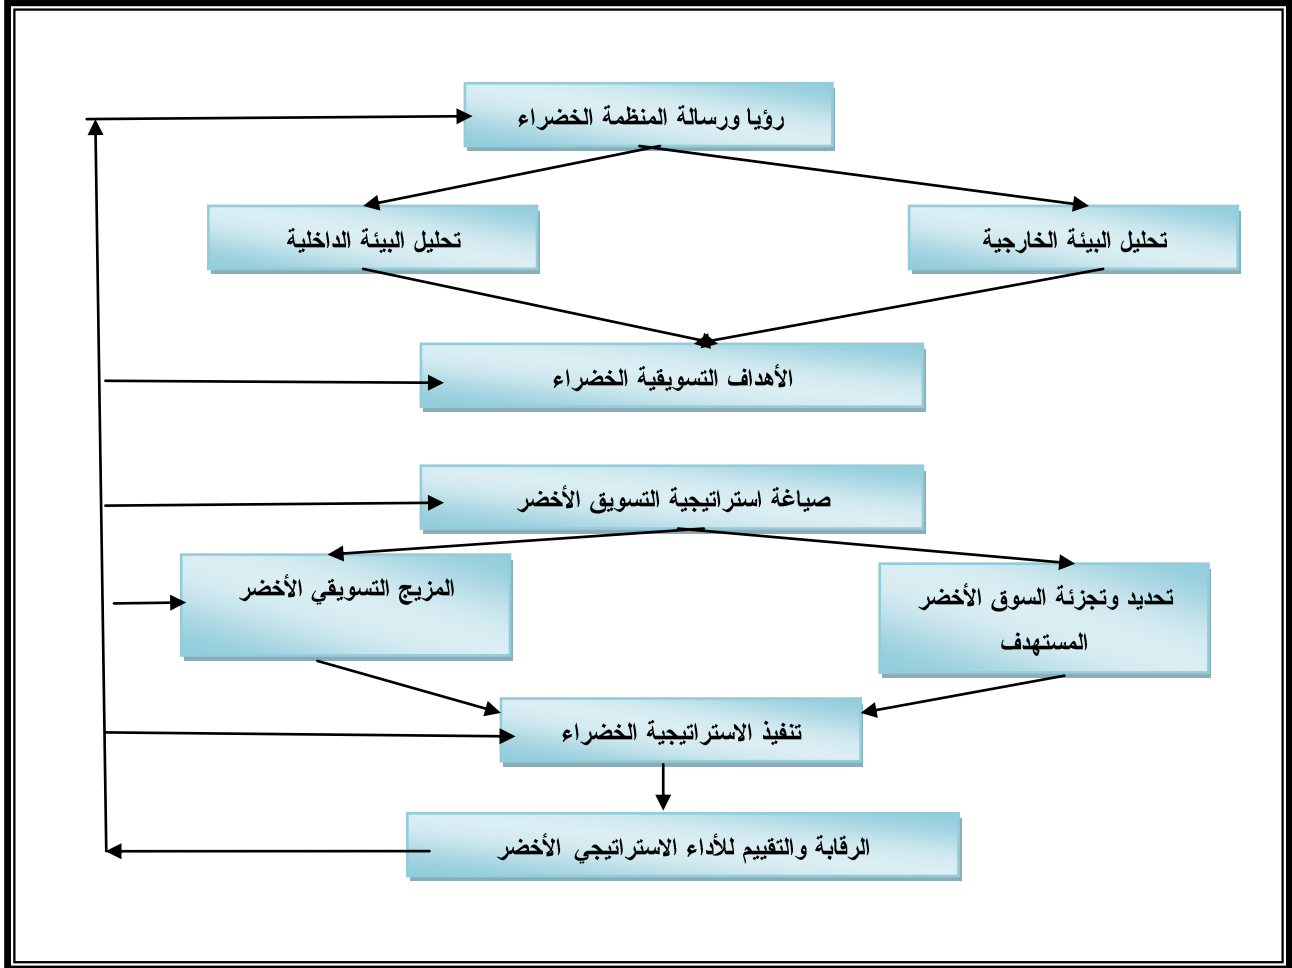 رؤيا ورسالة المنظمة الخضراء
تحليل البيئة الخارجية
تحليل البيئة الداخلية
الأهداف التسويقية الخضراء
صياغة استراتيجية التسويق الأخضر
تحديد وتجزئة السوق الأخضر
المستهدف
المزيج التسويقي الأخضر
تنفيذ الاستراتيجية الخضراء
الرقابة والتقييم للأداء الاستراتيجي الأخضر